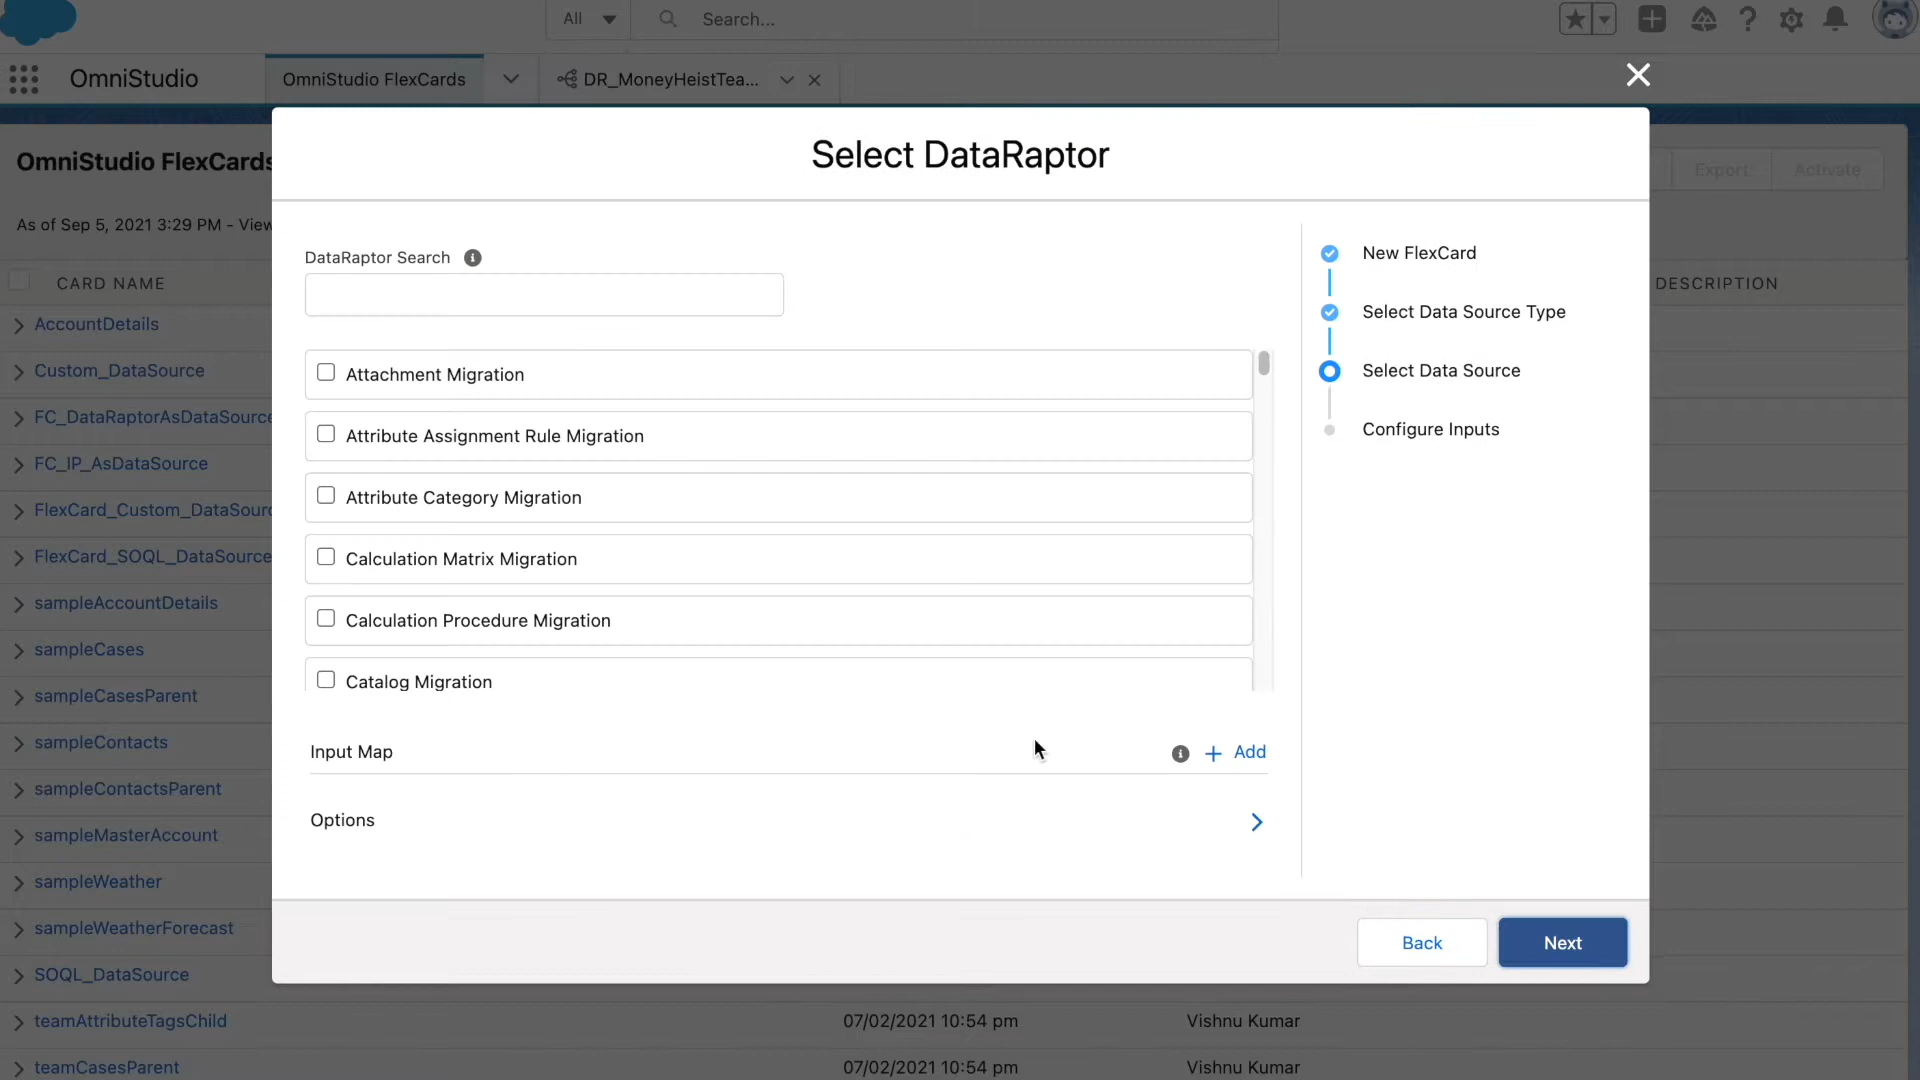 All
Search...
OmniStudio
OmniStudio FlexCards
DR_MoneyHeistTea...
Select DataRaptor
OmniStudio FlexCards
Export
Activate
As of Sep 5, 2021 3:29 PM - View
CARD NAME
DESCRIPTION
AccountDetails
Custom_DataSource
FC_DataRaptorAsDataSource
FC_IP_AsDataSource
FlexCard_Custom_DataSourc
FlexCard_SOQL_DataSource
sampleAccountDetails
sampleCases
sampleCasesParent
sampleContacts
sampleContactsParent
sampleMasterAccount
sampleWeather
sampleWeatherForecast
SOQL_DataSource
teamAttributeTagsChild 07/02/2021 10:54 pm Vishnu Kumar
teamCasesParent 07/02/2021 10:54 pm Vishnu Kumar
DataRaptor Search
Attachment Migration
Attribute Assignment Rule Migration
Attribute Category Migration
Calculation Matrix Migration
Calculation Procedure Migration
Catalog Migration
Input Map
Add
Options
New FlexCard
Select Data Source Type
Select Data Source
Configure Inputs
Back
Next